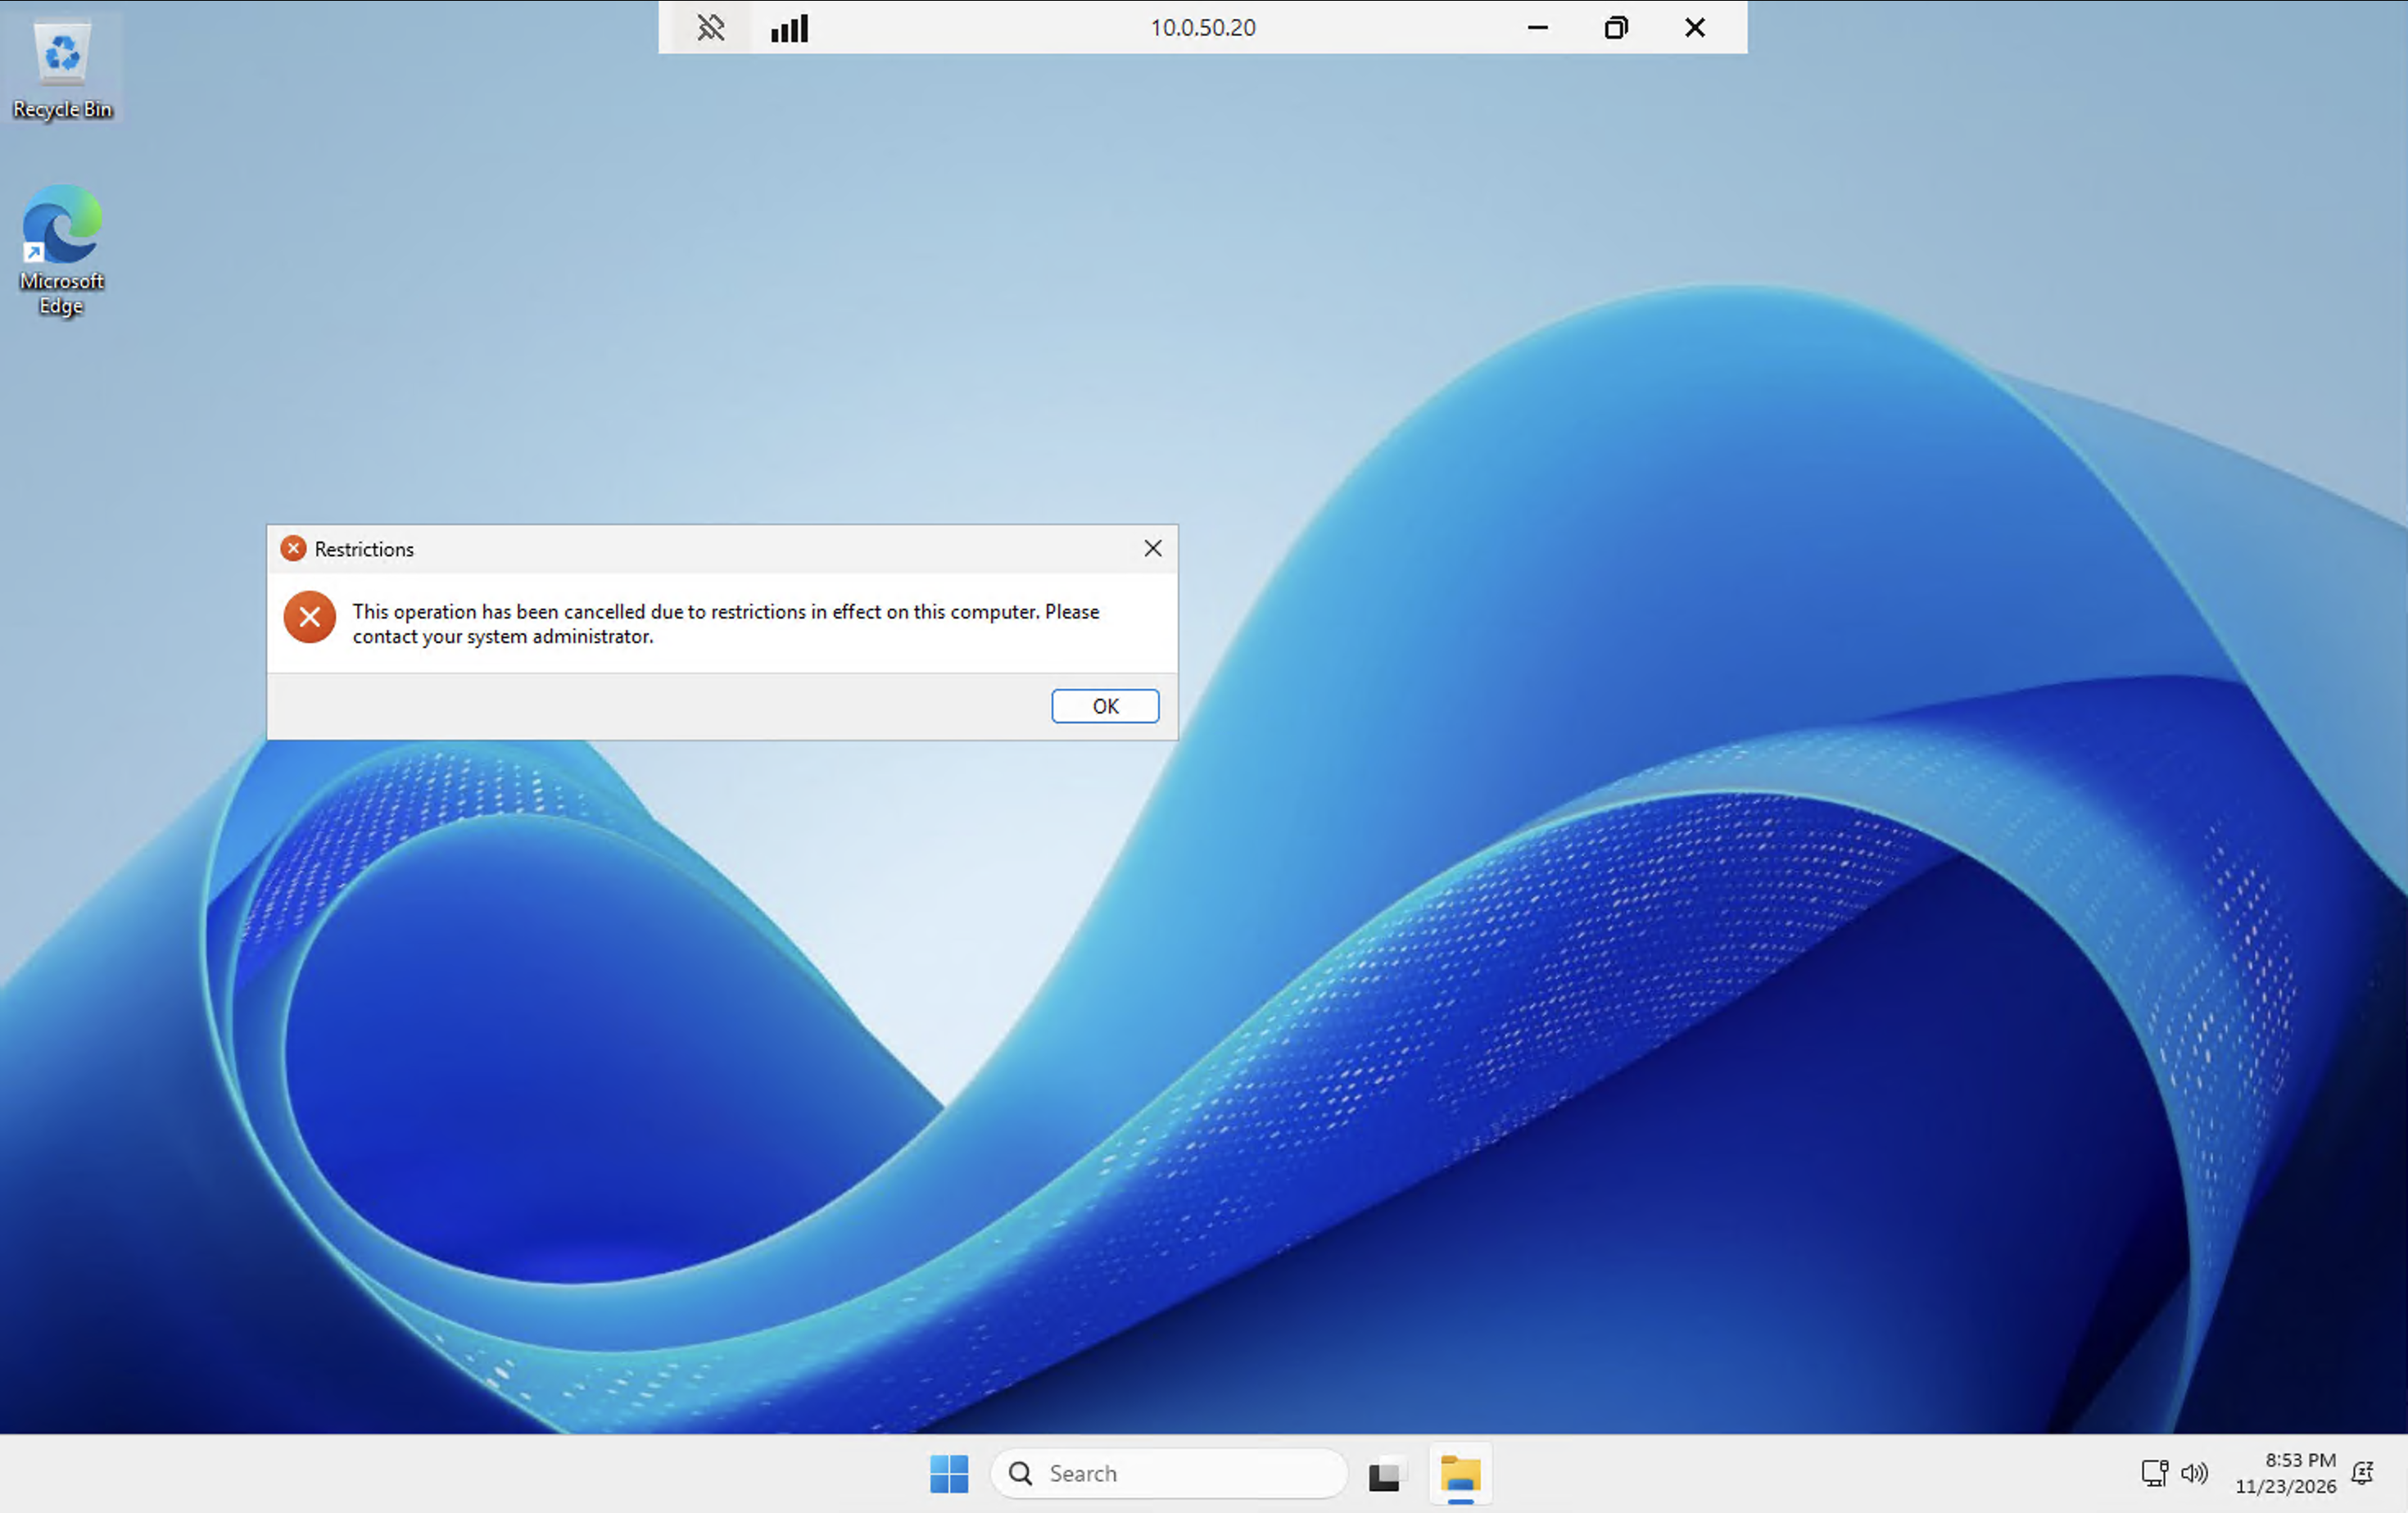 10.0.50.20
Recycle Bin
Microsoft
Edge
Restrictions
This operation has been cancelled due to restrictions in effect on this computer. Please
contact your system administrator.
OK
Search
8:53 PM
11/23/2026